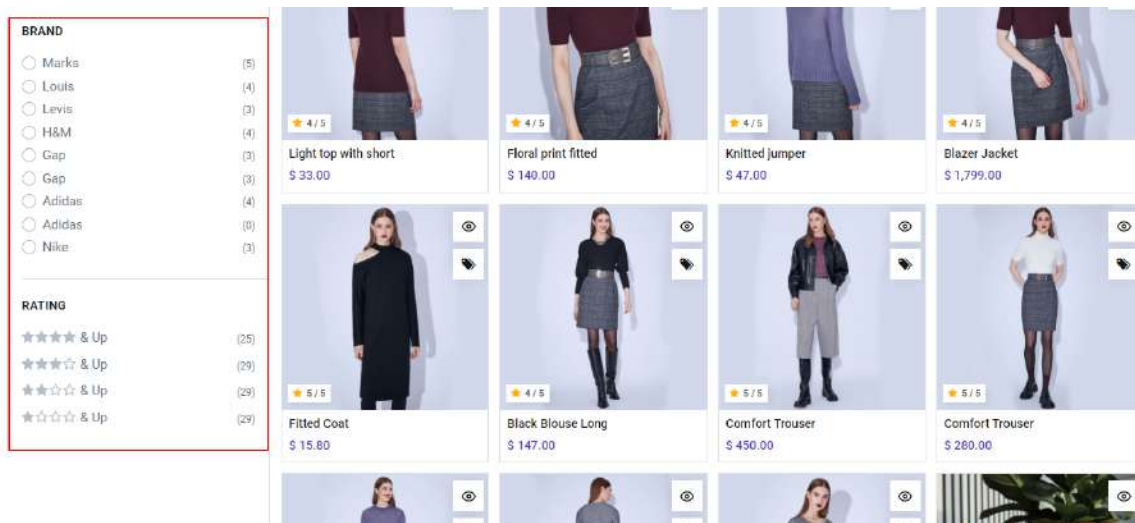 BRAND
Marks (5)
Louis (4)
Levis (3)
H&M (4)
Gap (3)
Gap (3)
Adidas (4)
Adidas (0)
Nike (3)
RATING
& Up (25)
& Up (29)
& Up (29)
& Up (29)
4/5 4/5 4/5 4/5
Light top with short Floral print fitted Knitted jumper Blazer Jacket
$ 33.00 $ 140.00 $ 47.00 $ 1,799.00
5/5 4/5 5/5 5/5
Fitted Coat Black Blouse Long Comfort Trouser Comfort Trouser
$ 15.80 $ 147.00 $ 450.00 $ 280.00